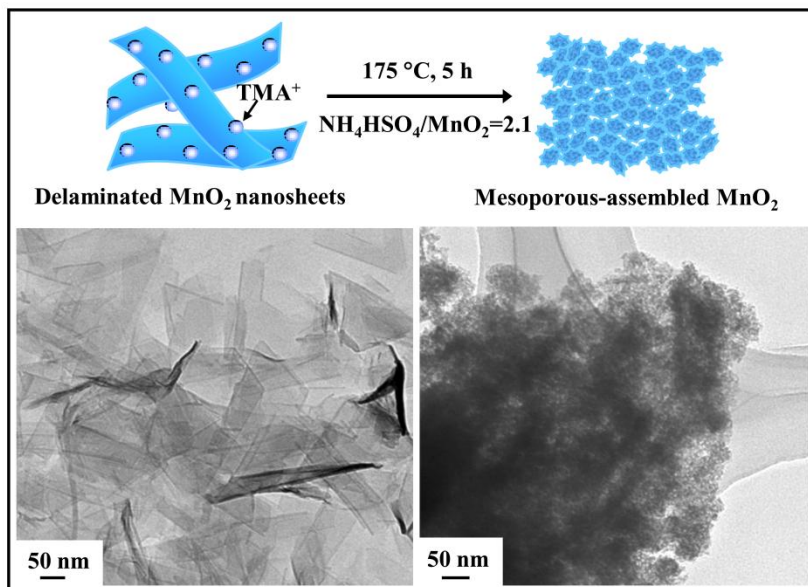 175 °C, 5 h
TMA⁺
NH₄HSO₄/MnO₂=2.1
Delaminated MnO₂ nanosheets
Mesoporous-assembled MnO₂
50 nm
50 nm